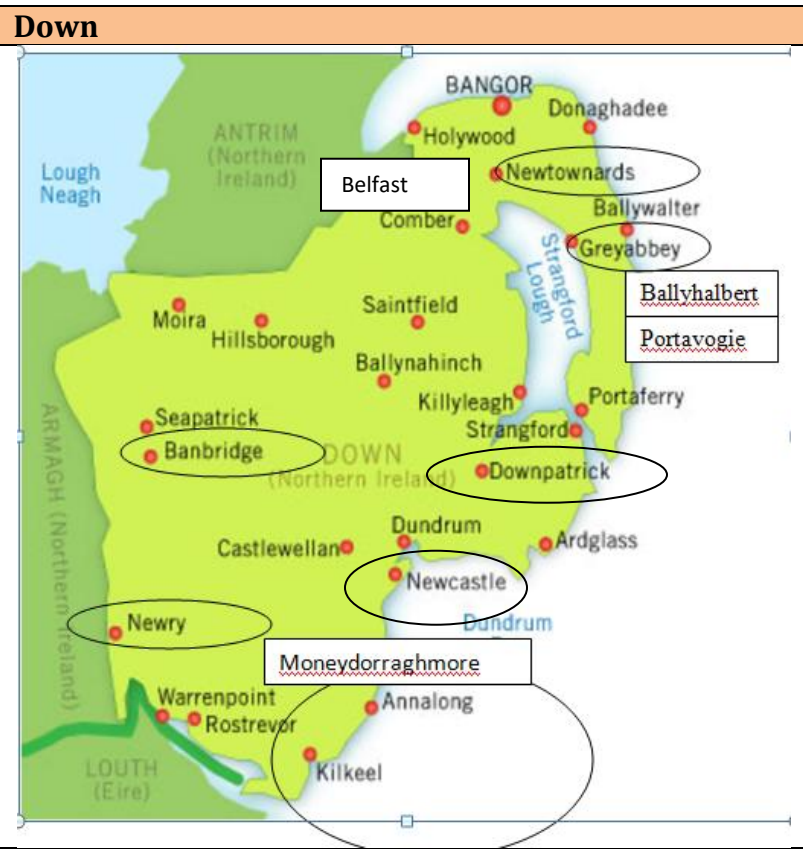 Down
BANGOR
Donaghadee
Holywood
ANTRIM
(Northern
Ireland)
Lough
Neagh
Belfast
Newtownards
Ballywalter
Comber
Greyabbey
Strangford
Lough
Ballyhalbert
Portavogie
Moira
Hillsborough
Saintfield
Ballynahinch
Killyleagh
Portaferry
Seapatrick
Strangford
Banbridge
DOWN
(Northern Ireland)
Downpatrick
ARMAGH (Northern Ireland)
Castlewellan
Dundrum
Ardglass
Newcastle
Newry
Dundrum
Moneydorraghmore
Warrenpoint
Rostrevor
Annalong
LOUTH
(Eire)
Kilkeel